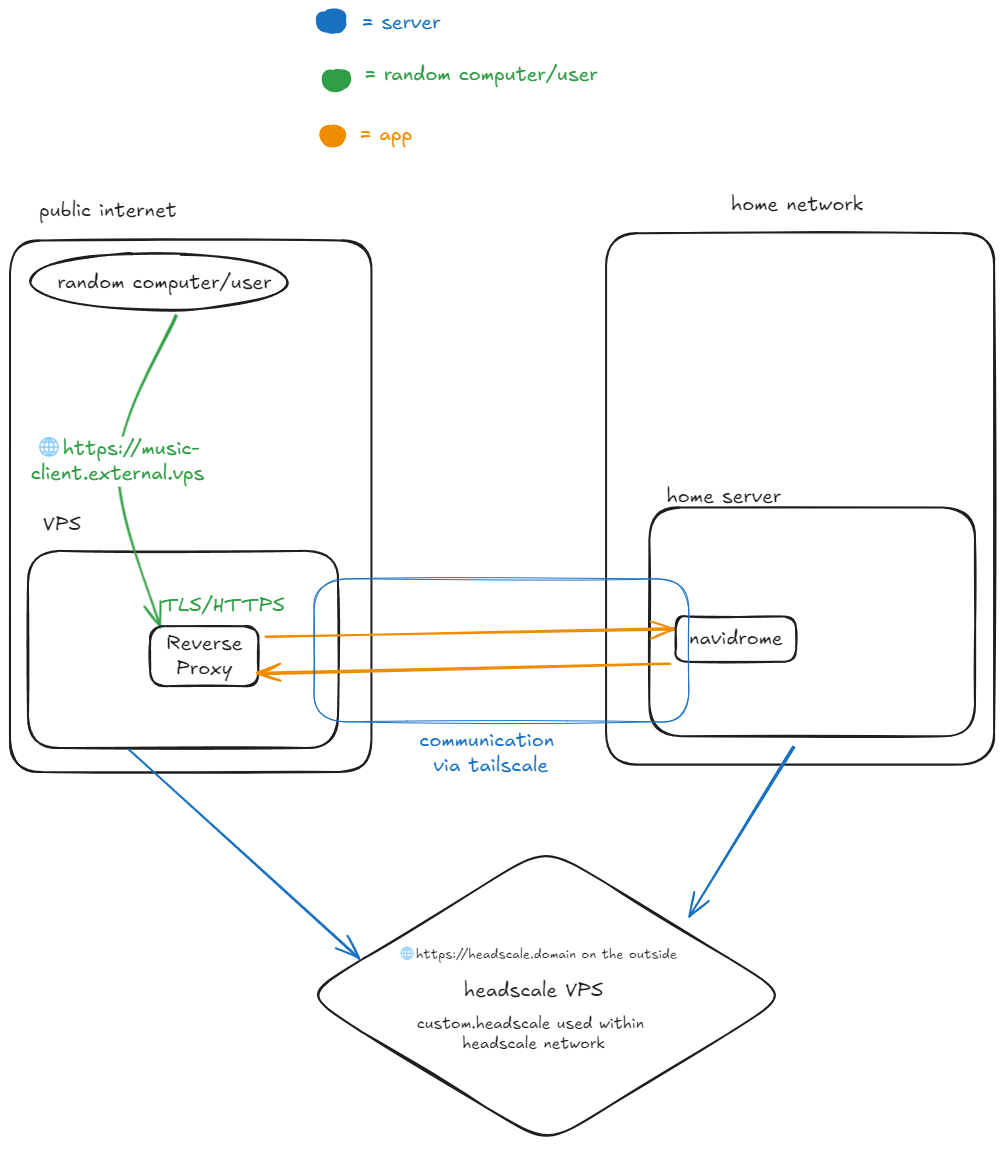 = server
= random computer/user
= app
public internet
home network
random computer/user
🌐https://music-
client.external.vps
VPS
home server
TLS/HTTPS
Reverse
Proxy
navidrome
communication
via tailscale
🌐https://headscale.domain on the outside
headscale VPS
custom.headscale used within
headscale network